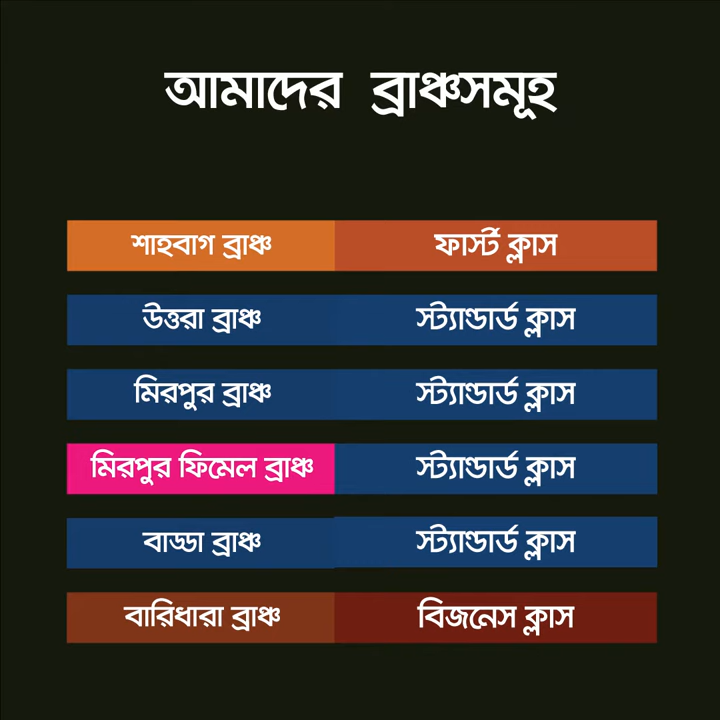 আমাদের ব্রাঞ্চসমূহ
শাহবাগ ব্রাঞ্চ ফার্স্ট ক্লাস
উত্তরা ব্রাঞ্চ স্ট্যান্ডার্ড ক্লাস
মিরপুর ব্রাঞ্চ স্ট্যান্ডার্ড ক্লাস
মিরপুর ফিমেল ব্রাঞ্চ স্ট্যান্ডার্ড ক্লাস
বাড্ডা ব্রাঞ্চ স্ট্যান্ডার্ড ক্লাস
বারিধারা ব্রাঞ্চ বিজনেস ক্লাস